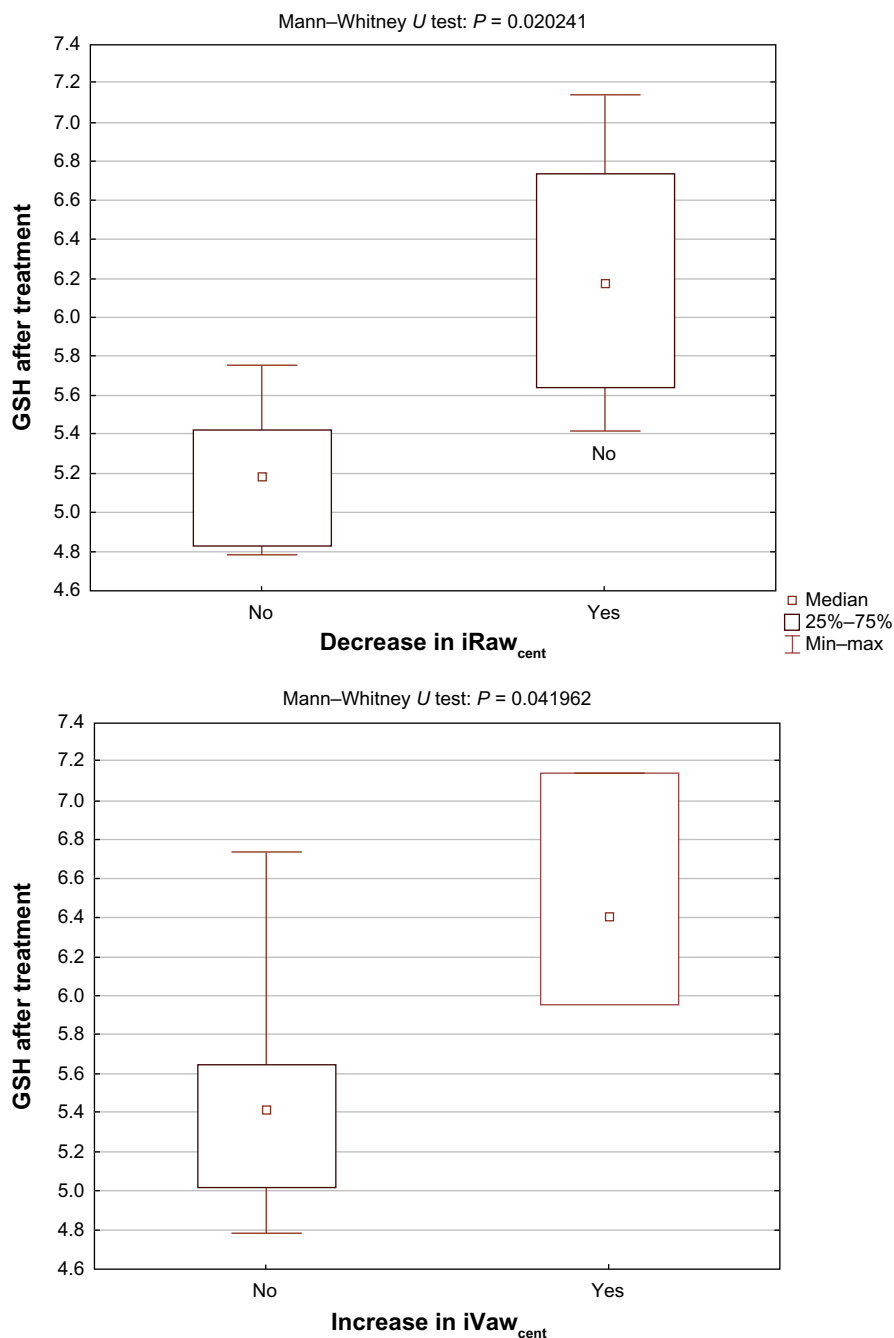 Mann–Whitney U test: P = 0.020241
7.4
7.2
7.0
6.8
6.6
6.4
6.2
6.0
5.8
5.6
5.4
5.2
5.0
4.8
4.6
GSH after treatment
No
No Yes
Decrease in iRaw_cent
Median
25%–75%
Min–max
Mann–Whitney U test: P = 0.041962
7.4
7.2
7.0
6.8
6.6
6.4
6.2
6.0
5.8
5.6
5.4
5.2
5.0
4.8
4.6
GSH after treatment
No Yes
Increase in iVaw_cent